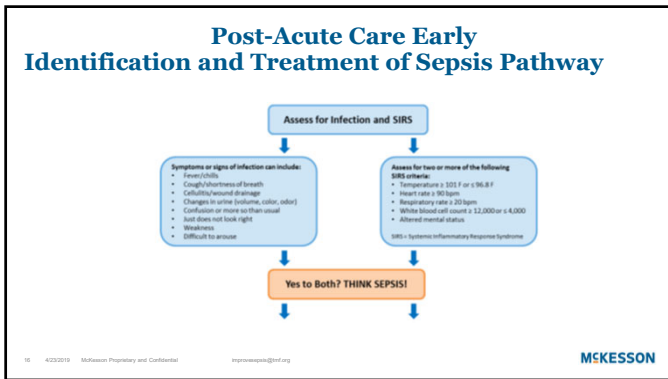 Post-Acute Care Early
Identification and Treatment of Sepsis Pathway
Assess for Infection and SIRS
Symptoms or signs of infection can include:
• Fever/chills
• Cough/shortness of breath
• Cellulitis/wound drainage
• Changes in urine (volume, color, odor)
• Confusion or more so than usual
• Just does not look right
• Weakness
• Difficult to arouse
Assess for two or more of the following
SIRS criteria:
• Temperature ≥ 101 F or ≤ 96.8 F
• Heart rate ≥ 90 bpm
• Respiratory rate ≥ 20 bpm
• White blood cell count ≥ 12,000 or ≤ 4,000
• Altered mental status
SIRS = Systemic Inflammatory Response Syndrome
Yes to Both? THINK SEPSIS!
16 4/23/2019 McKesson Proprietary and Confidential improvesepsis@tmf.org
MCKESSON